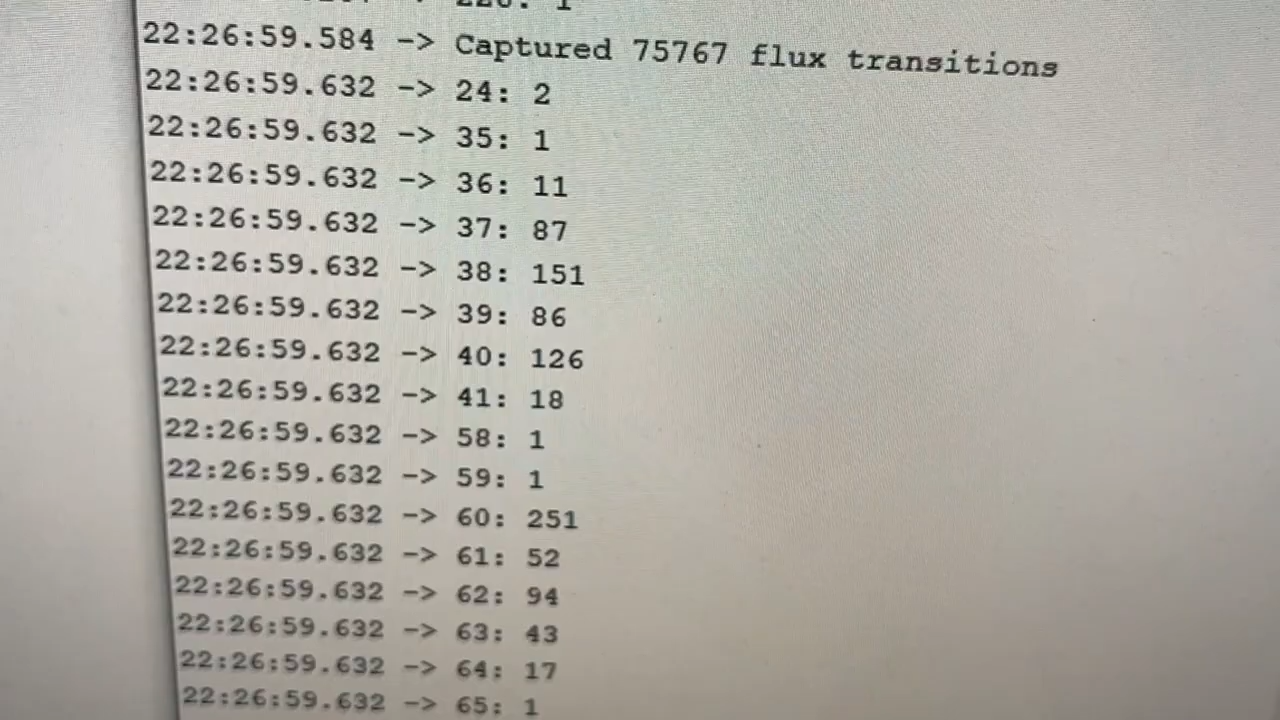 22:26:59.584 -> Captured 75767 flux transitions
22:26:59.632 -> 24: 2
22:26:59.632 -> 35: 1
22:26:59.632 -> 36: 11
22:26:59.632 -> 37: 87
22:26:59.632 -> 38: 151
22:26:59.632 -> 39: 86
22:26:59.632 -> 40: 126
22:26:59.632 -> 41: 18
22:26:59.632 -> 58: 1
22:26:59.632 -> 59: 1
22:26:59.632 -> 60: 251
22:26:59.632 -> 61: 52
22:26:59.632 -> 62: 94
22:26:59.632 -> 63: 43
22:26:59.632 -> 64: 17
22:26:59.632 -> 65: 1